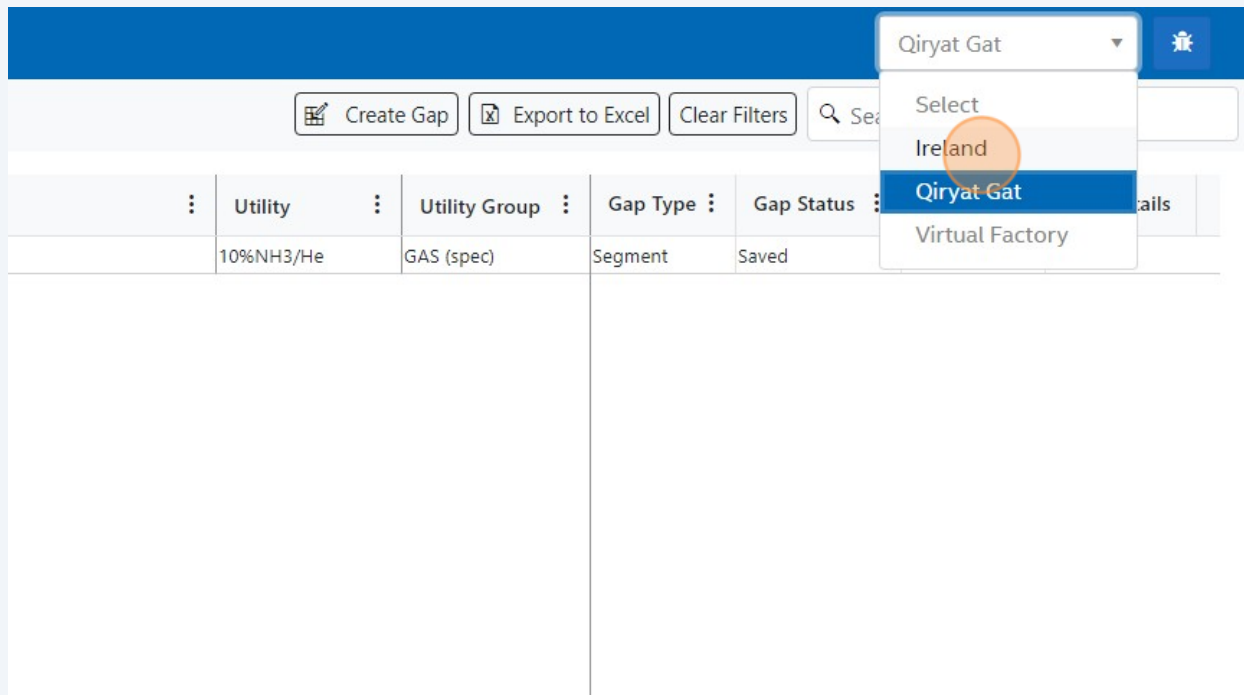 Qiryat Gat
Create Gap Export to Excel Clear Filters
Select
Ireland
Qiryat Gat
Virtual Factory
Utility Utility Group Gap Type Gap Status
10%NH3/He GAS (spec) Segment Saved